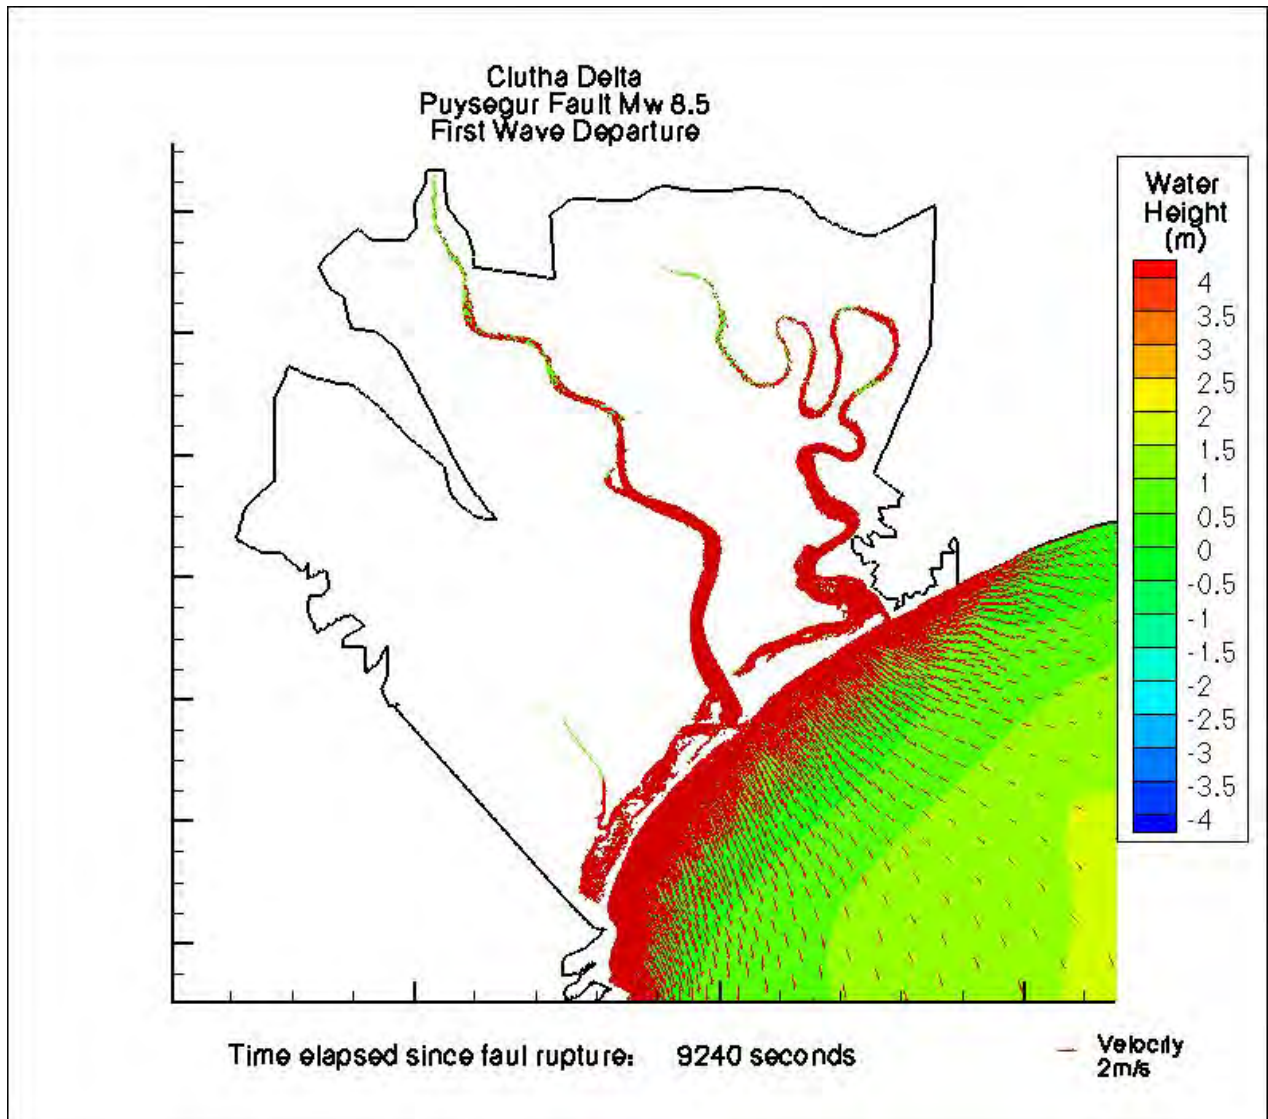 Clutha Delta
Puysegur Fault Mw 8.5
First Wave Departure
Water
Height
(m)
4
3.5
3
2.5
2
1.5
1
0.5
0
-0.5
-1
-1.5
-2
-2.5
-3
-3.5
-4
Time elapsed since faul rupture: 9240 seconds
Velocity
2m/s